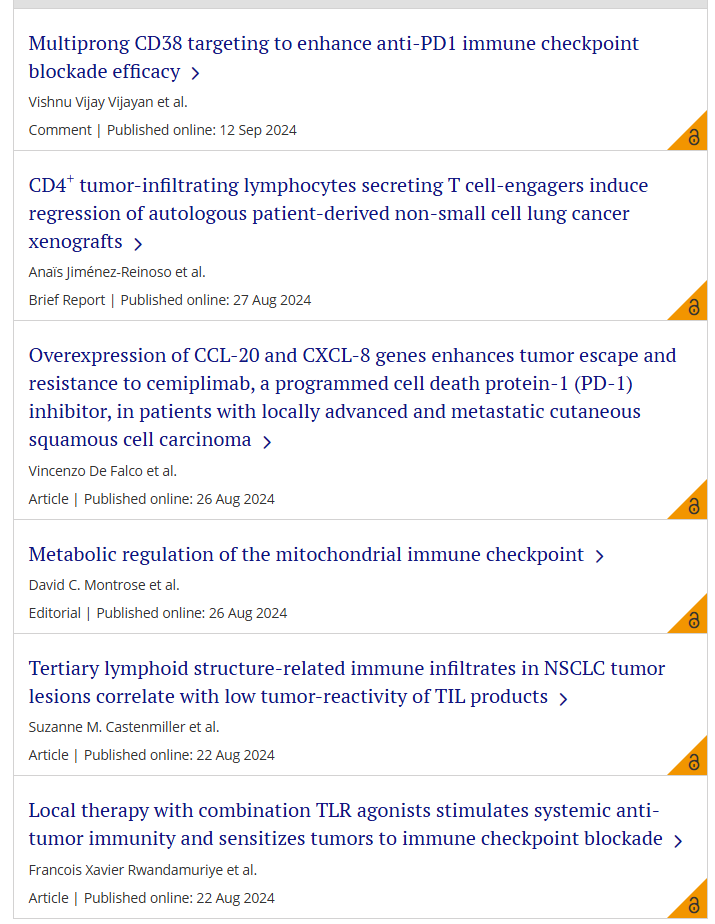 Multiprong CD38 targeting to enhance anti-PD1 immune checkpoint
blockade efficacy
Vishnu Vijay Vijayan et al.
Comment | Published online: 12 Sep 2024
CD4⁺ tumor-infiltrating lymphocytes secreting T cell-engagers induce
regression of autologous patient-derived non-small cell lung cancer
xenografts
Anaïs Jiménez-Reinoso et al.
Brief Report | Published online: 27 Aug 2024
Overexpression of CCL-20 and CXCL-8 genes enhances tumor escape and
resistance to cemiplimab, a programmed cell death protein-1 (PD-1)
inhibitor, in patients with locally advanced and metastatic cutaneous
squamous cell carcinoma
Vincenzo De Falco et al.
Article | Published online: 26 Aug 2024
Metabolic regulation of the mitochondrial immune checkpoint
David C. Montrose et al.
Editorial | Published online: 26 Aug 2024
Tertiary lymphoid structure-related immune infiltrates in NSCLC tumor
lesions correlate with low tumor-reactivity of TIL products
Suzanne M. Castenmiller et al.
Article | Published online: 22 Aug 2024
Local therapy with combination TLR agonists stimulates systemic anti-
tumor immunity and sensitizes tumors to immune checkpoint blockade
Francois Xavier Rwandamuriye et al.
Article | Published online: 22 Aug 2024